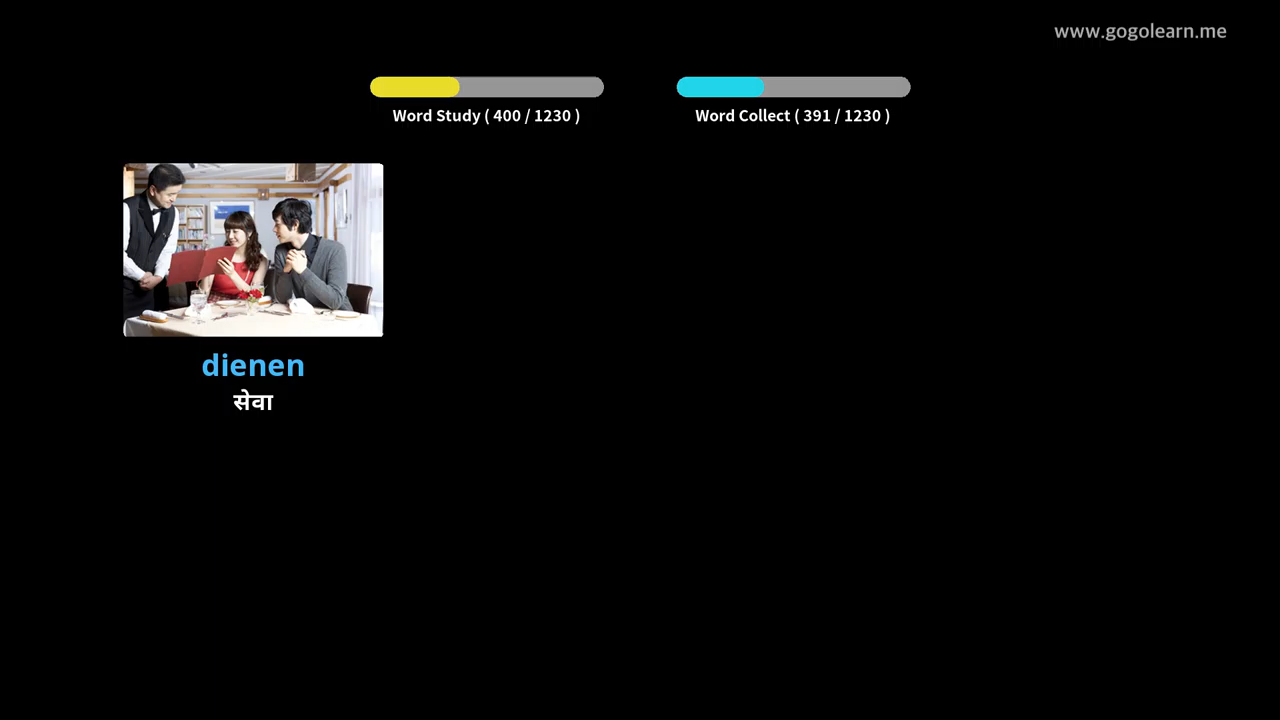 www.gogolearn.me
Word Study ( 400 / 1230 )
Word Collect ( 391 / 1230 )
dienen
सेवा